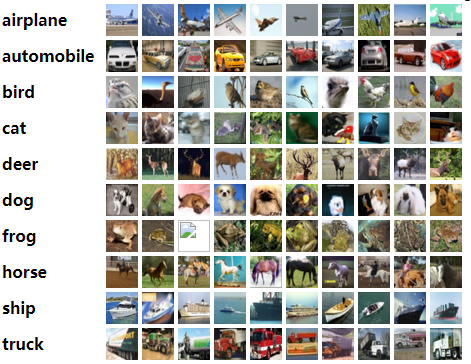 airplane
automobile
bird
cat
deer
dog
frog
horse
ship
truck